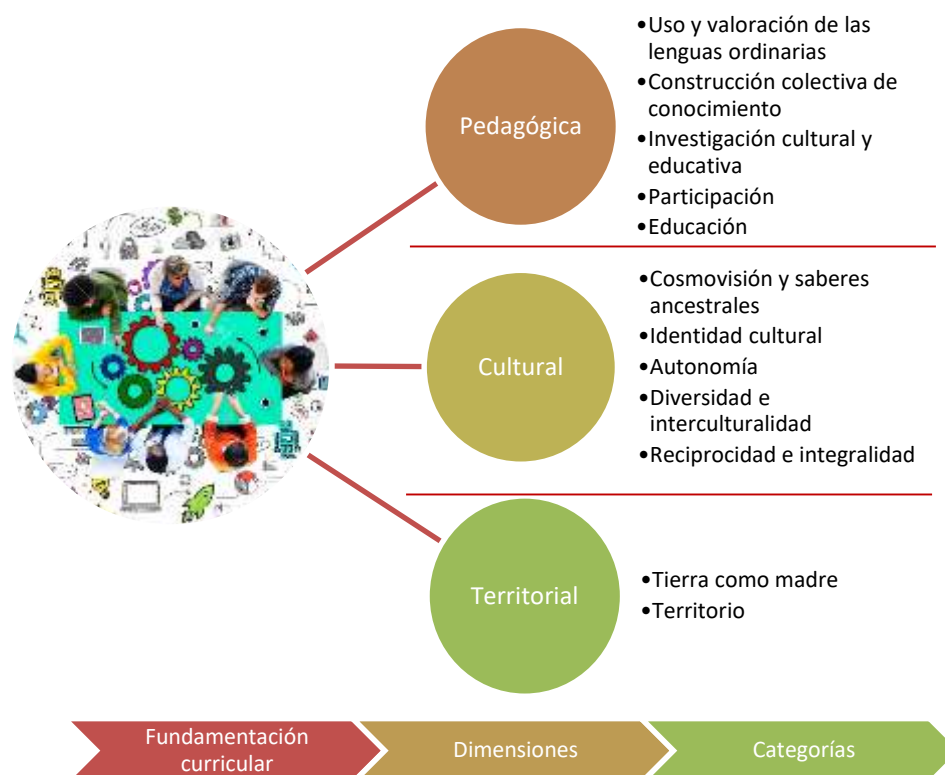 Pedagógica
•Uso y valoración de las
lenguas ordinarias
•Construcción colectiva de
conocimiento
•Investigación cultural y
educativa
•Participación
•Educación
Cultural
•Cosmovisión y saberes
ancestrales
•Identidad cultural
•Autonomía
•Diversidad e
interculturalidad
•Reciprocidad e integralidad
Territorial
•Tierra como madre
•Territorio
Fundamentación
curricular
Dimensiones
Categorías